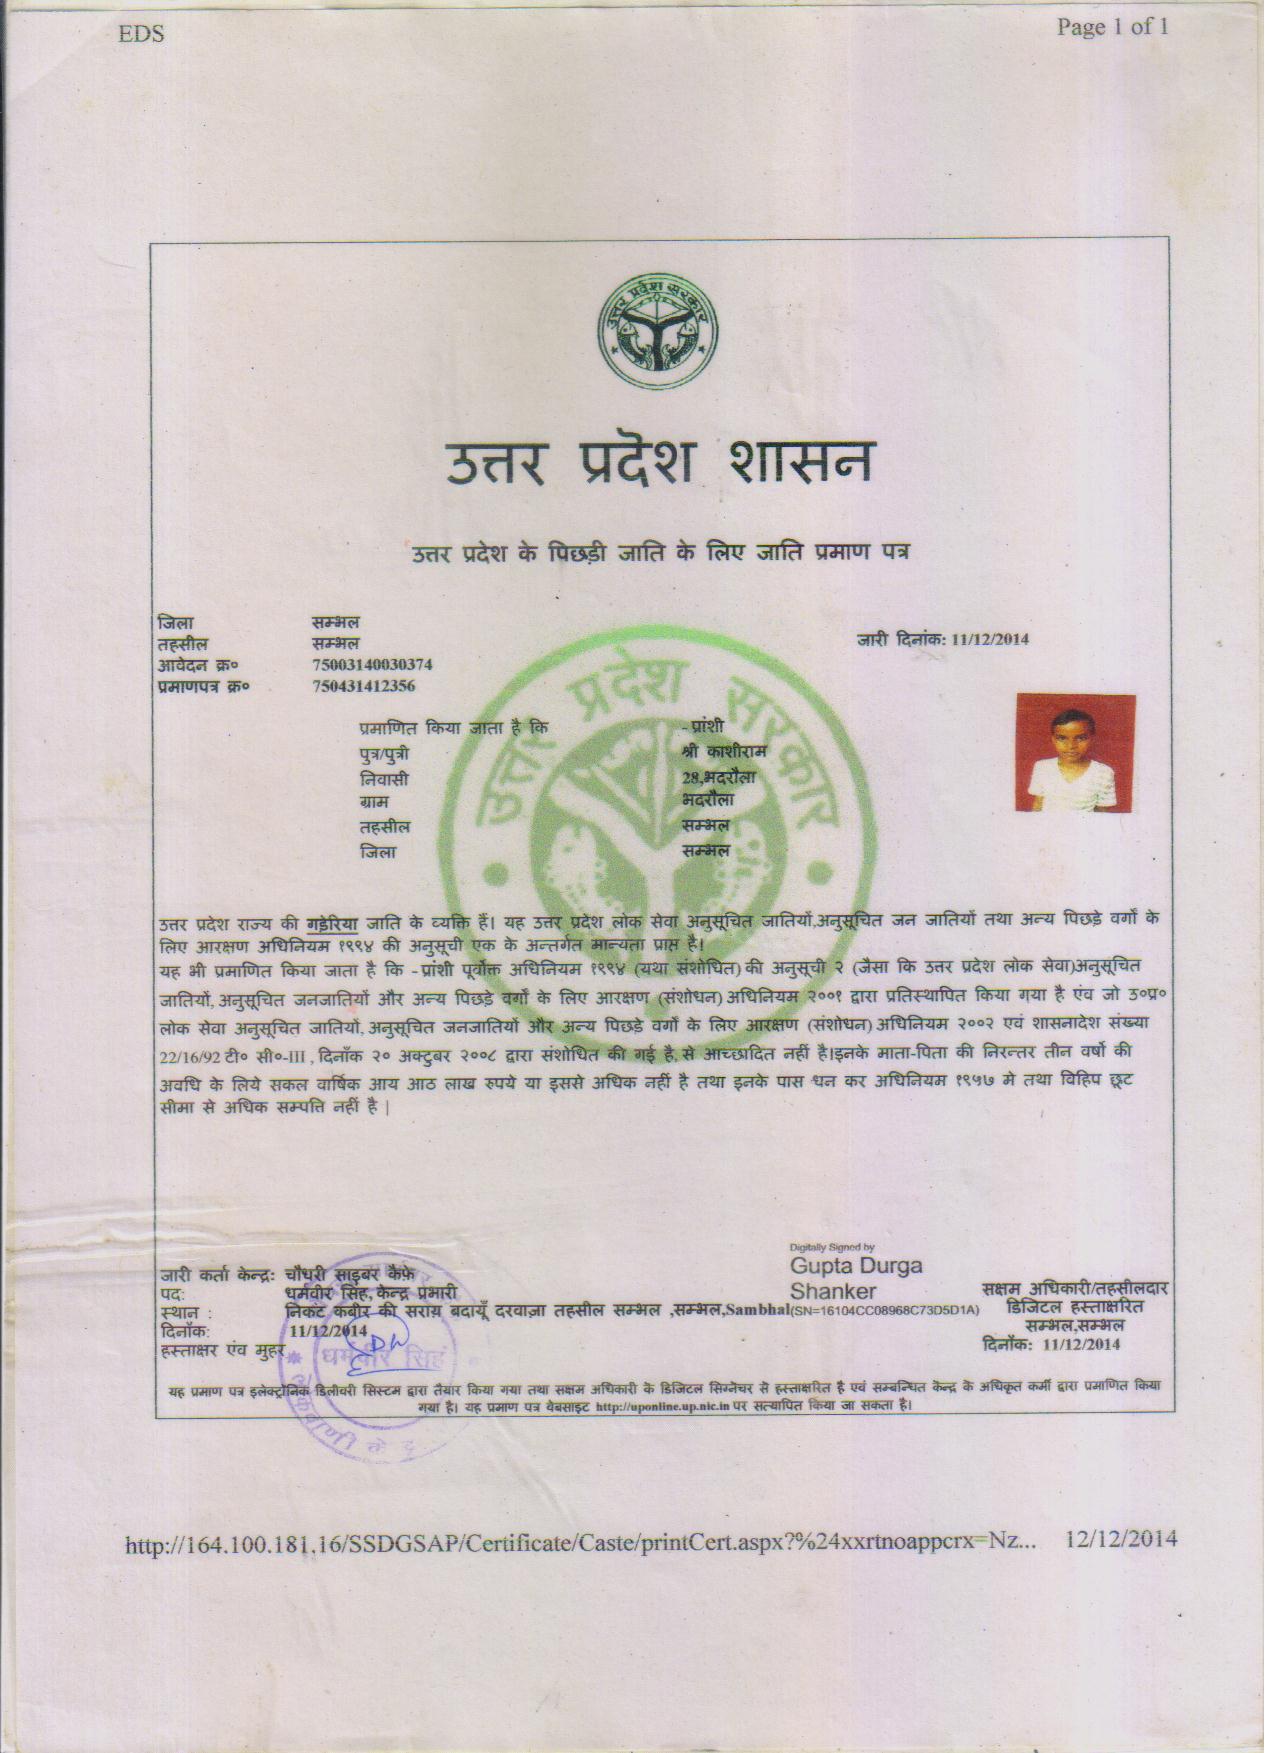 EDS
Page 1 of 1
उत्तर प्रदेश सरकार
उत्तर प्रदेश शासन
उत्तर प्रदेश के पिछड़ी जाति के लिए जाति प्रमाण पत्र
जिला सम्भल
तहसील सम्भल
जारी दिनांक: 11/12/2014
आवेदन क्र० 75003140030374
प्रमाणपत्र क्र० 750431412356
उत्तर प्रदेश सरकार
प्रमाणित किया जाता है कि - प्रांशी
पुत्र/पुत्री श्री काशीराम
निवासी 28,भदरौला
ग्राम भदरौला
तहसील सम्भल
जिला सम्भल
उत्तर प्रदेश राज्य की गड़ेरिया जाति के व्यक्ति हैं। यह उत्तर प्रदेश लोक सेवा अनुसूचित जातियों,अनुसूचित जन जातियों तथा अन्य पिछड़े वर्गों के
लिए आरक्षण अधिनियम १९९४ की अनुसूची एक के अन्तर्गत मान्यता प्राप्त है।
यह भी प्रमाणित किया जाता है कि - प्रांशी पूर्वोक्त अधिनियम १९९४ (यथा संशोधित) की अनुसूची २ (जैसा कि उत्तर प्रदेश लोक सेवा)अनुसूचित
जातियों, अनुसूचित जनजातियों और अन्य पिछड़े वर्गों के लिए आरक्षण (संशोधन) अधिनियम २००१ द्वारा प्रतिस्थापित किया गया है एंव जो उ०प्र०
लोक सेवा अनुसूचित जातियों, अनुसूचित जनजातियों और अन्य पिछड़े वर्गों के लिए आरक्षण (संशोधन) अधिनियम २००२ एवं शासनादेश संख्या
22/16/92 टी० सी०-III , दिनाँक २० अक्टुबर २००८ द्वारा संशोधित की गई है, से आच्छादित नहीं है।इनके माता-पिता की निरन्तर तीन वर्षो की
अवधि के लिये सकल वार्षिक आय आठ लाख रुपये या इससे अधिक नहीं है तथा इनके पास धन कर अधिनियम १९५७ मे तथा विहिप छूट
सीमा से अधिक सम्पत्ति नहीं है |
Digitally Signed by
Gupta Durga
Shanker
जारी कर्ता केन्द्र: चौधरी साइबर कैफ़े
पद: धर्मवीर सिंह, केन्द्र प्रभारी
सक्षम अधिकारी/तहसीलदार
स्थान : निकट कबीर की सराय़ बदायूँ दरवाज़ा तहसील सम्भल ,सम्भल,Sambhal(SN=16104CC08968C73D5D1A)
डिजिटल हस्ताक्षरित
दिनाँक: 11/12/2014
सम्भल,सम्भल
हस्ताक्षर एंव मुहर
धर्मवीर सिहं
दिनाँक: 11/12/2014
यह प्रमाण पत्र इलेक्ट्रॉनिक डिलीवरी सिस्टम द्वारा तैयार किया गया तथा सक्षम अधिकारी के डिजिटल सिग्नेचर से हस्ताक्षरित है एवं सम्बन्धित केन्द्र के अधिकृत कर्मी द्वारा प्रमाणित किया
गया है। यह प्रमाण पत्र वेबसाइट http://uponline.up.nic.in पर सत्यापित किया जा सकता है।
http://164.100.181.16/SSDGSAP/Certificate/Caste/printCert.aspx?%24xxrtnoappcrx=Nz...
12/12/2014